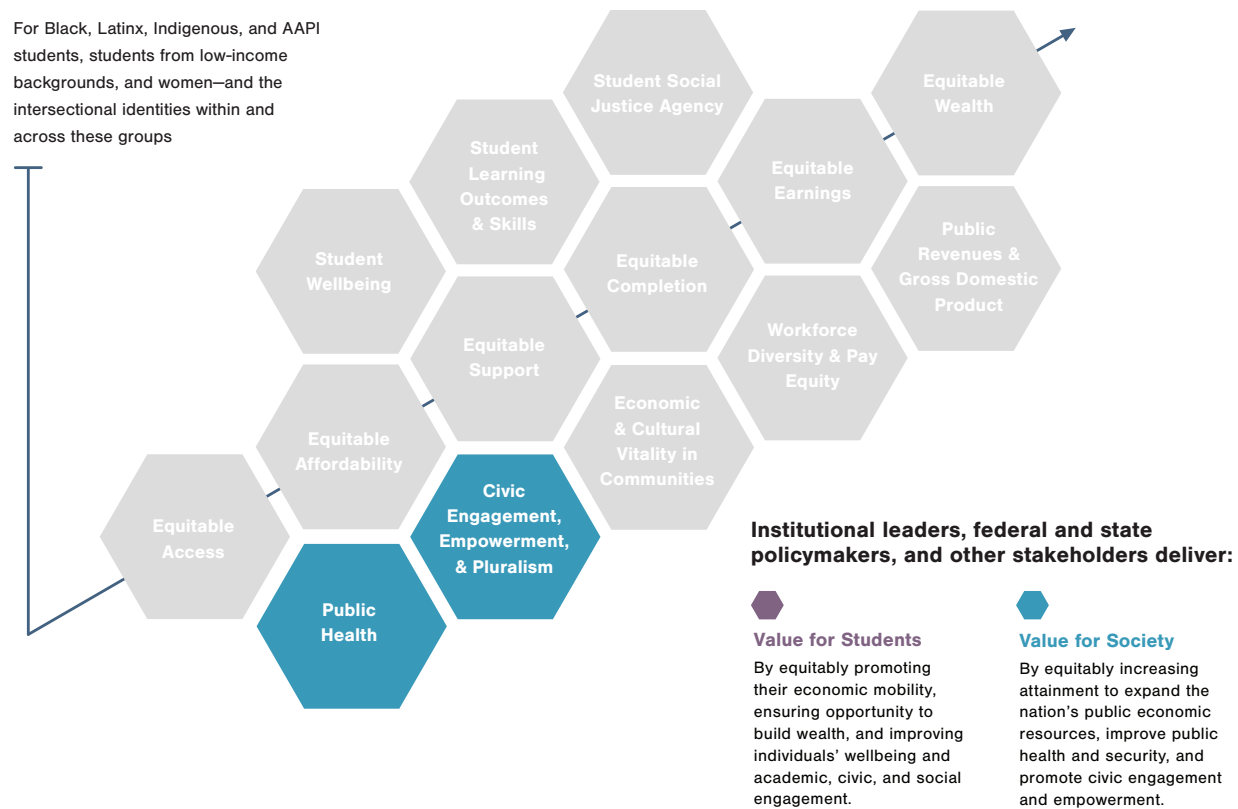 For Black, Latinx, Indigenous, and AAPI
students, students from low-income
backgrounds, and women—and the
intersectional identities within and
across these groups
Student Social
Justice Agency
Equitable
Wealth
Student
Learning
Outcomes
& Skills
Equitable
Earnings
Student
Wellbeing
Equitable
Completion
Public
Revenues &
Gross Domestic
Product
Equitable
Support
Workforce
Diversity & Pay
Equity
Equitable
Affordability
Economic
& Cultural
Vitality in
Communities
Equitable
Access
Civic
Engagement,
Empowerment,
& Pluralism
Public
Health
Institutional leaders, federal and state
policymakers, and other stakeholders deliver:
Value for Students
By equitably promoting
their economic mobility,
ensuring opportunity to
build wealth, and improving
individuals’ wellbeing and
academic, civic, and social
engagement.
Value for Society
By equitably increasing
attainment to expand the
nation’s public economic
resources, improve public
health and security, and
promote civic engagement
and empowerment.